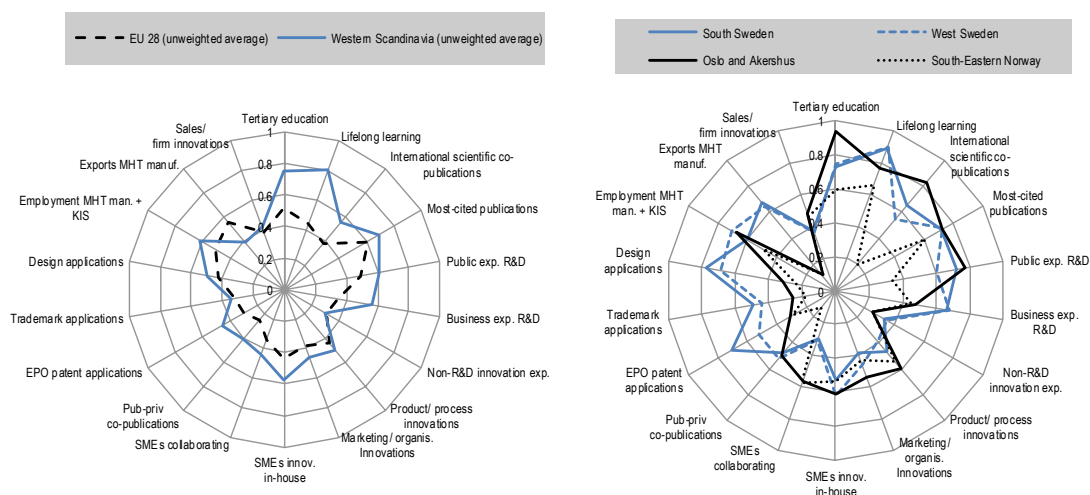 EU 28 (unweighted average)
Western Scandinavia (unweighted average)
Tertiary education
1
Lifelong learning
International scientific co-
publications
Most-cited publications
Public exp. R&D
Business exp. R&D
Non-R&D innovation exp.
Product/ process
innovations
Marketing/ organis.
Innovations
SMEs innov.
in-house
SMEs collaborating
Pub-priv
co-publications
EPO patent applications
Trademark applications
Design applications
Employment MHT man. +
KIS
Exports MHT manuf.
Sales/
firm innovations
0.8
0.6
0.4
0.2
0
South Sweden
West Sweden
Oslo and Akershus
South-Eastern Norway
Tertiary education
1
Lifelong learning
International scientific co-
publications
Most-cited publications
Public exp. R&D
Business exp.
R&D
Non-R&D
innovation exp.
Product/ process
innovations
Marketing/
organis.
Innovations
SMEs innov.
in-house
SMEs
collaborating
Pub-priv
co-publications
EPO patent
applications
Trademark
applications
Design
applications
Employment MHT
man. + KIS
Exports MHT
manuf.
Sales/
firm innovations
0.8
0.6
0.4
0.2
0